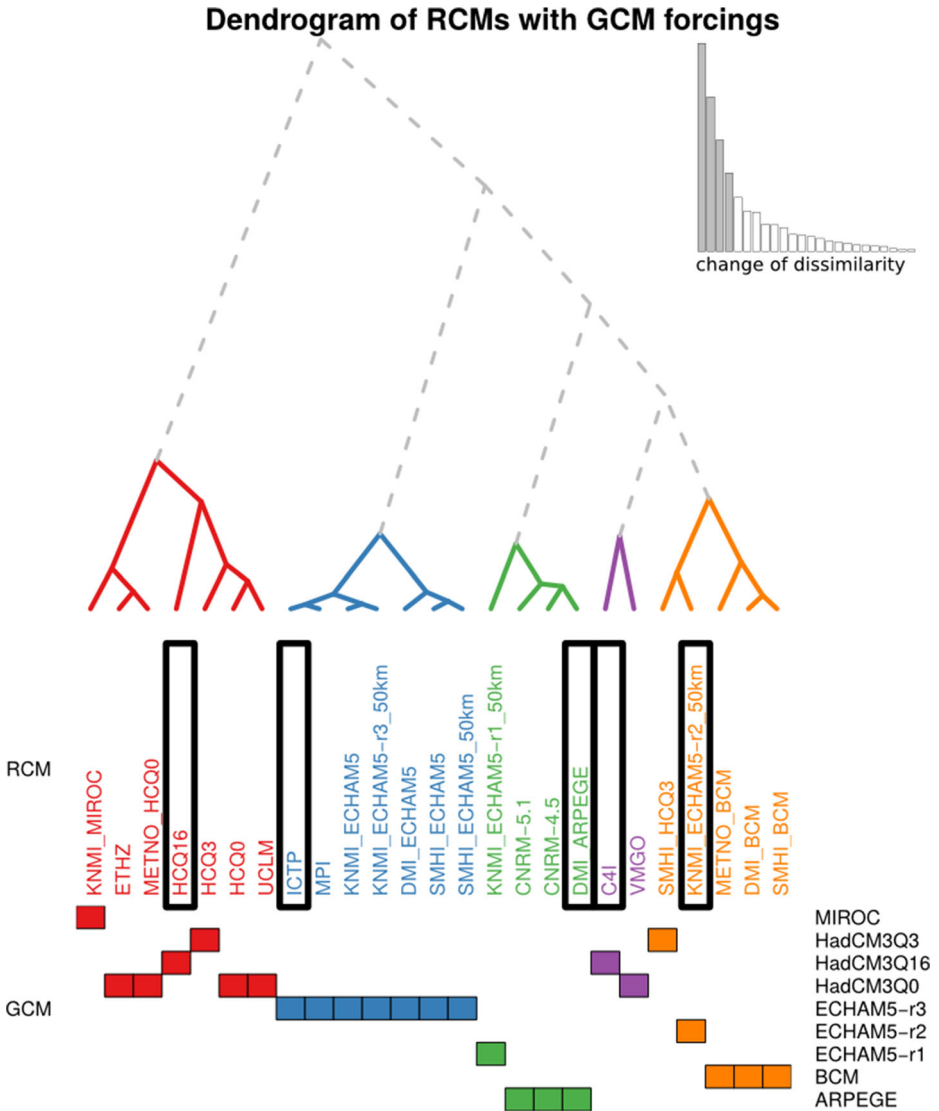 Dendrogram of RCMs with GCM forcings
change of dissimilarity
RCM
KNMI_MIROC
ETHZ
METNO_HCQ0
HCQ16
HCQ3
HCQ0
UCLM
ICTP
MPI
KNMI_ECHAM5
KNMI_ECHAM5-r3_50km
DMI_ECHAM5
SMHI_ECHAM5
SMHI_ECHAM5_50km
KNMI_ECHAM5-r1_50km
CNRM-5.1
CNRM-4.5
DMI_ARPEGE
C4I
VMGO
SMHI_HCQ3
KNMI_ECHAM5-r2_50km
METNO_BCM
DMI_BCM
SMHI_BCM
GCM
MIROC
HadCM3Q3
HadCM3Q16
HadCM3Q0
ECHAM5-r3
ECHAM5-r2
ECHAM5-r1
BCM
ARPEGE